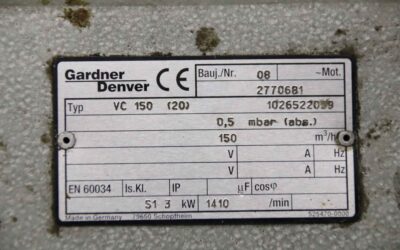 Gardner Denver CE Bauj./Nr. 08 ~Mot.
2770681
Typ VC 150 (20) 1026522099
0,5 mbar (abs.)
150 m³/h
V A Hz
V A Hz
EN 60034 Is.Kl. IP µF cosφ
S1 3 kW 1410 /min
Made in Germany 79650 Schopfheim 525470-0000